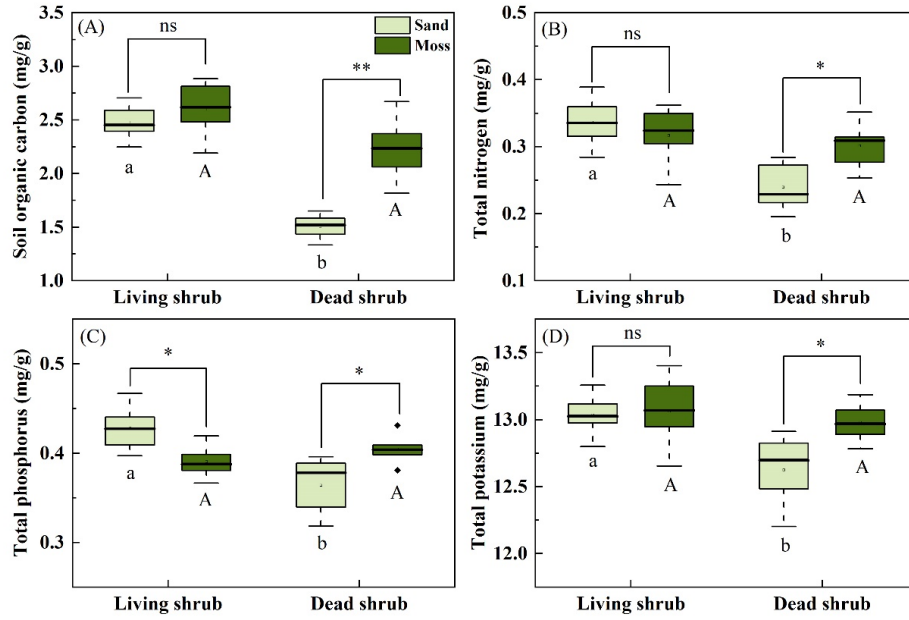 (A)
Soil organic carbon (mg/g)
3.5
3.0
2.5
2.0
1.5
1.0
ns
**
Sand
Moss
a
A
b
A
Living shrub
Dead shrub
(B)
Total nitrogen (mg/g)
0.5
0.4
0.3
0.2
0.1
ns
*
a
A
b
A
Living shrub
Dead shrub
(C)
Total phosphorus (mg/g)
0.5
0.4
0.3
*
*
a
A
b
A
Living shrub
Dead shrub
(D)
Total potassium (mg/g)
13.5
13.0
12.5
12.0
ns
*
a
A
b
A
Living shrub
Dead shrub